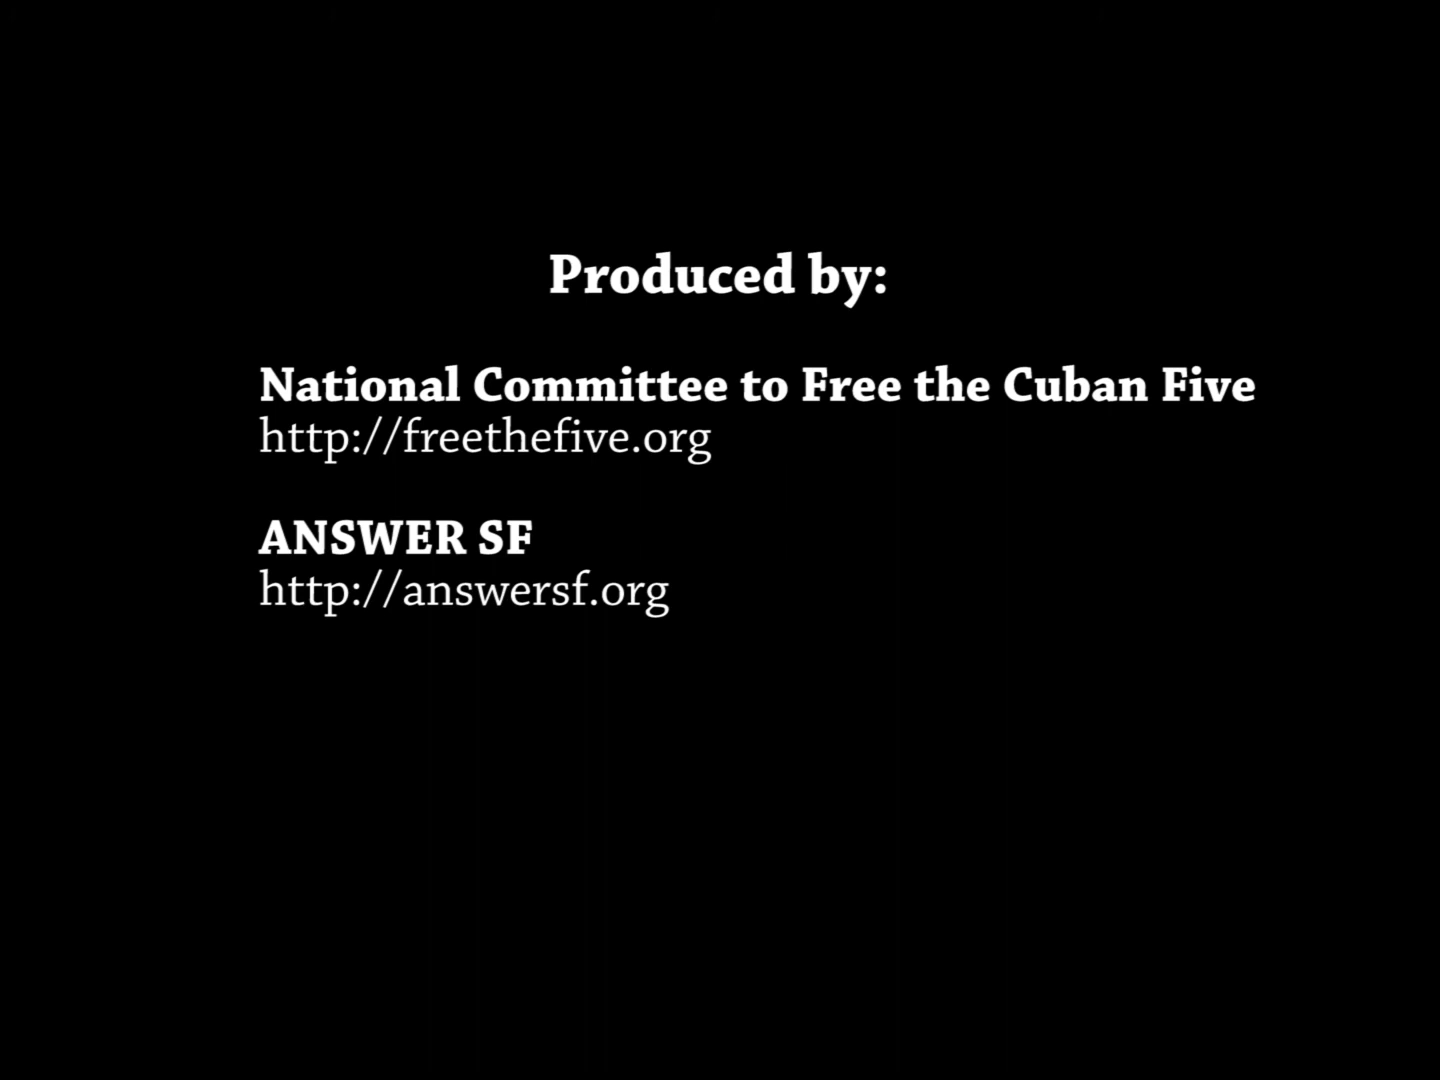 Produced by:
National Committee to Free the Cuban Five
http://freethefive.org
ANSWER SF
http://answersf.org